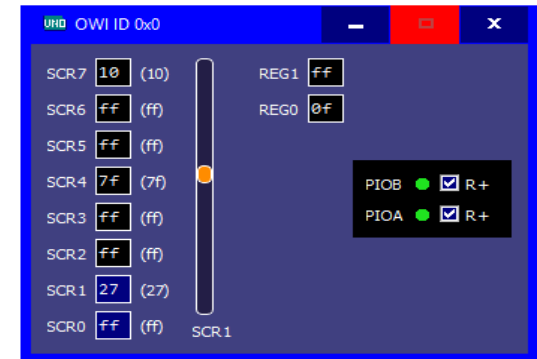 UNO OWI ID 0x0
SCR7 10 (10) REG1 ff
SCR6 ff (ff) REG0 0f
SCR5 ff (ff)
SCR4 7f (7f) PIOB R+
SCR3 ff (ff) PIOA R+
SCR2 ff (ff)
SCR1 27 (27)
SCR0 ff (ff) SCR1